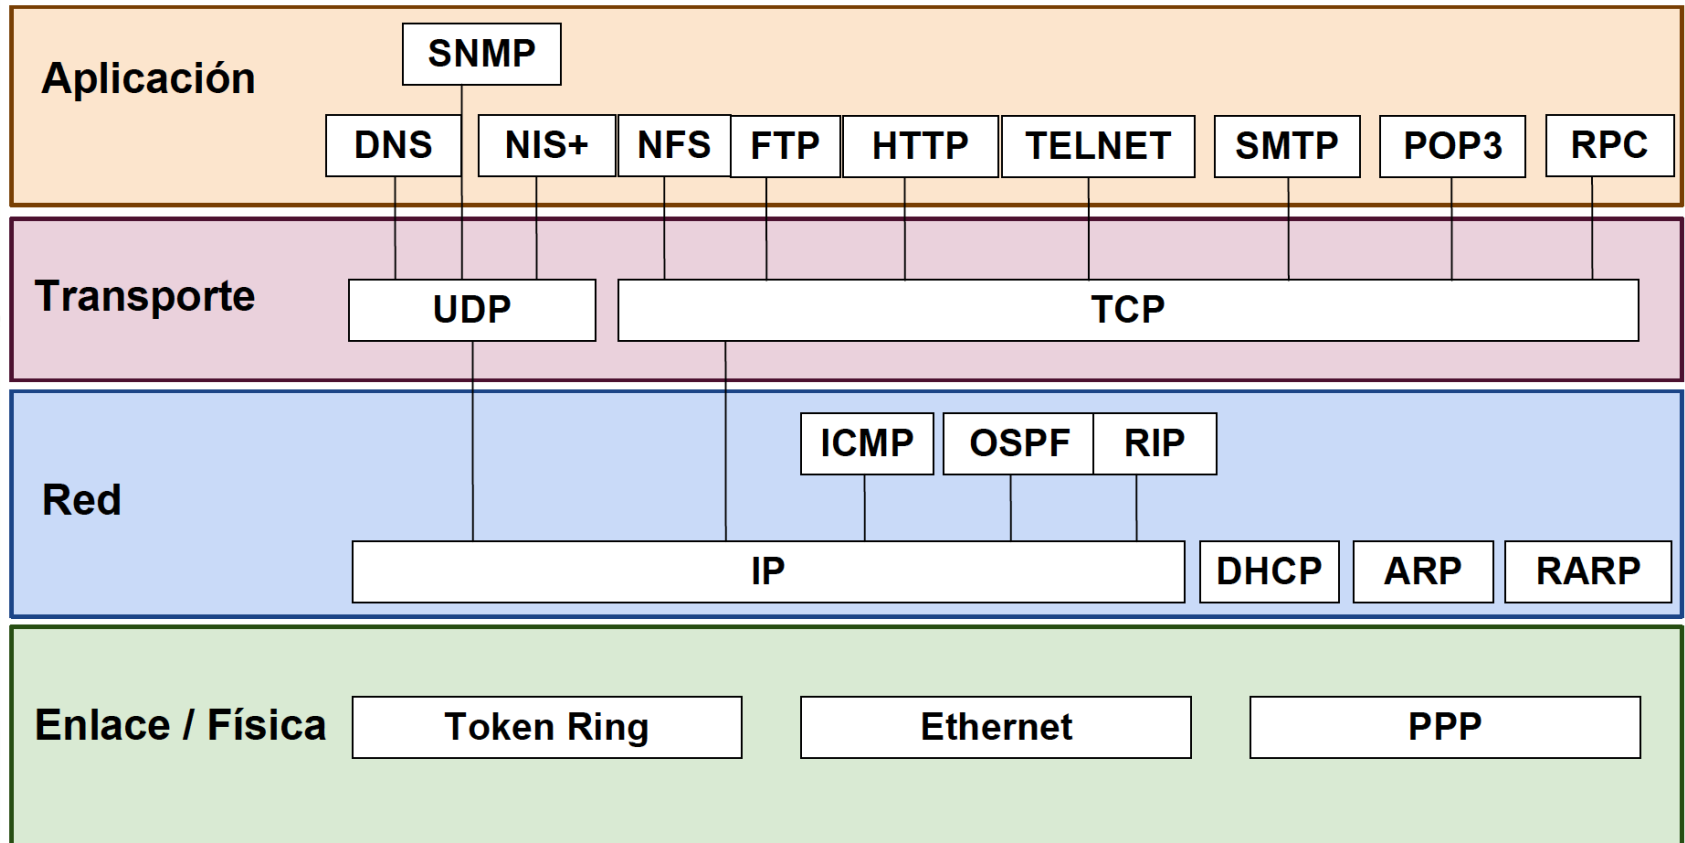 Aplicación
SNMP
DNS NIS+ NFS FTP HTTP TELNET SMTP POP3 RPC
Transporte
UDP TCP
Red
ICMP OSPF RIP
IP DHCP ARP RARP
Enlace / Física
Token Ring Ethernet PPP